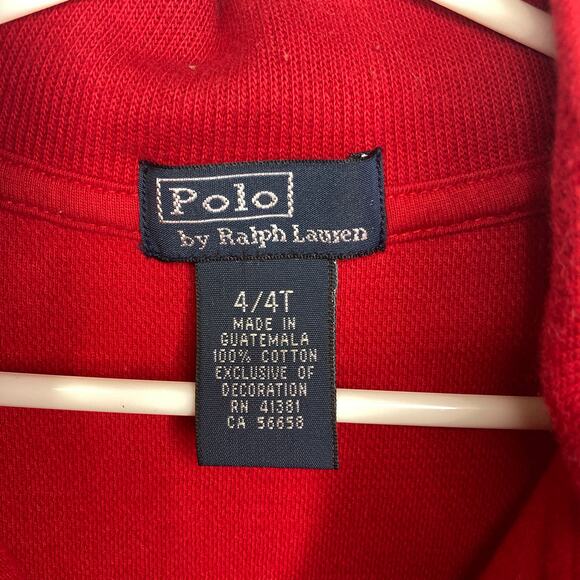 Polo
by Ralph Lauren
4/4T
MADE IN
GUATEMALA
100% COTTON
EXCLUSIVE OF
DECORATION
RN 41381
CA 56658